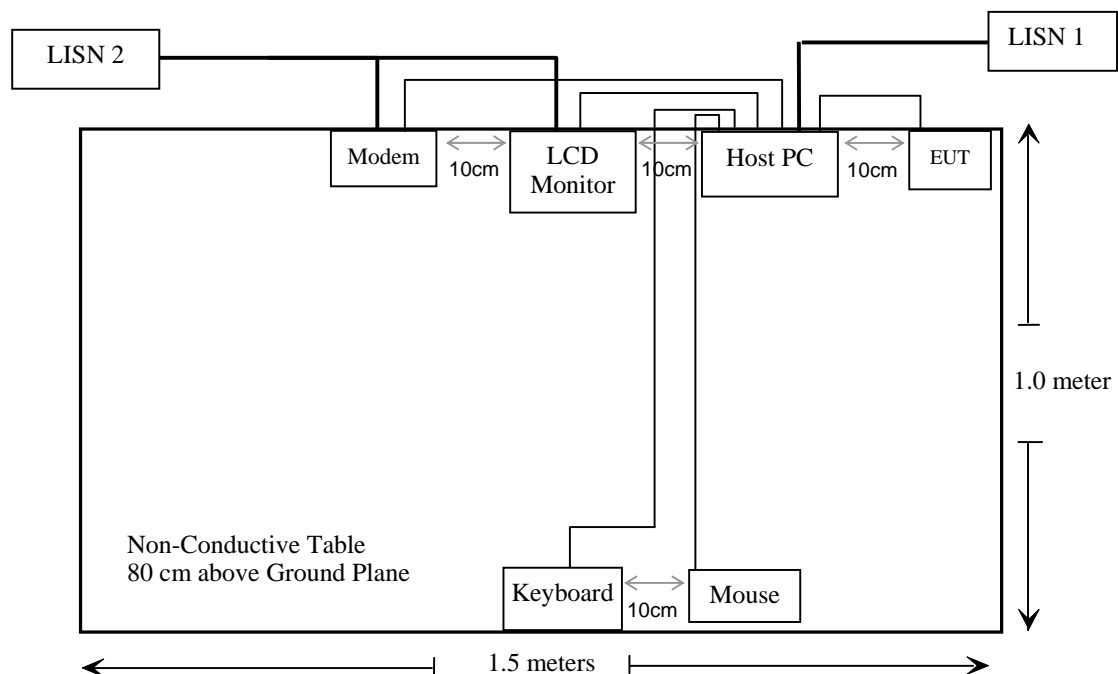 LISN 2
LISN 1
Modem
10cm
LCD
Monitor
10cm
Host PC
10cm
EUT
1.0 meter
Non-Conductive Table
80 cm above Ground Plane
Keyboard
10cm
Mouse
1.5 meters